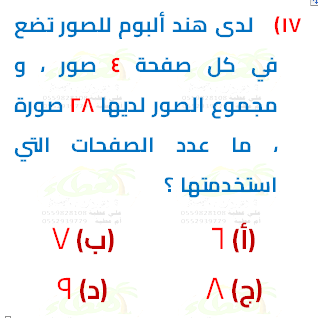 ١٧) لدى هند ألبوم للصور تضع
في كل صفحة ٤ صور ، و
مجموع الصور لديها ٢٨ صورة
، ما عدد الصفحات التي
استخدمتها ؟
(أ) ٦ (ب) ٧
(ج) ٨ (د) ٩